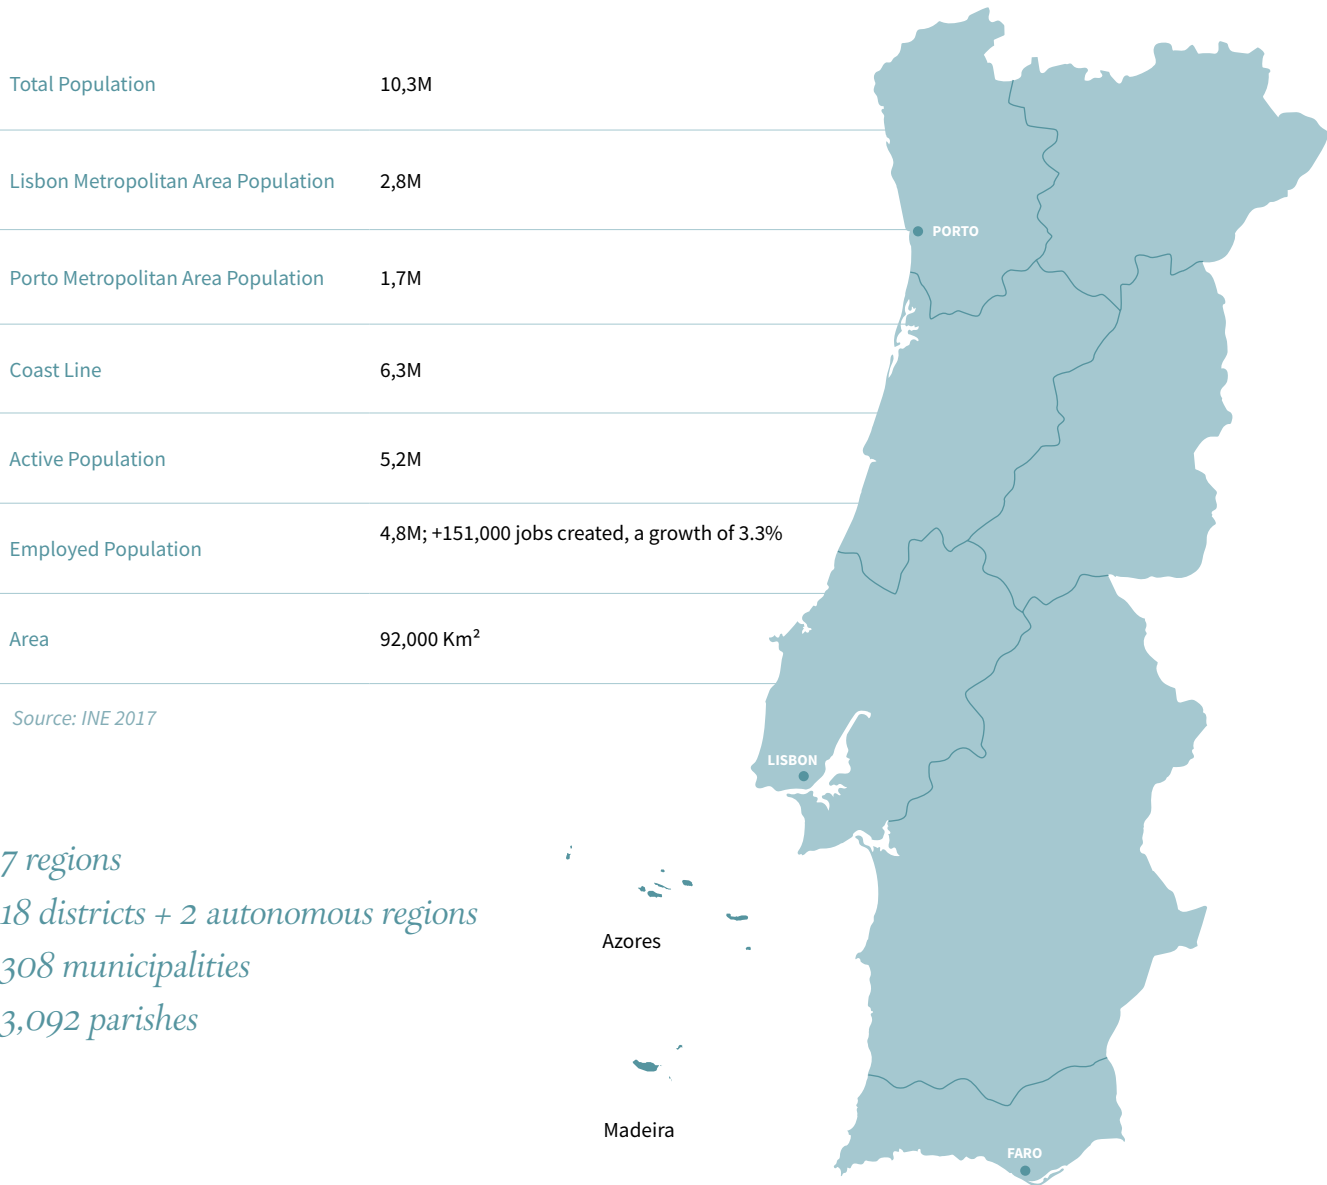 Total Population 10,3M
Lisbon Metropolitan Area Population 2,8M
PORTO
Porto Metropolitan Area Population 1,7M
Coast Line 6,3M
Active Population 5,2M
Employed Population 4,8M; +151,000 jobs created, a growth of 3.3%
Area 92,000 Km²
Source: INE 2017
LISBON
7 regions
18 districts + 2 autonomous regions
308 municipalities
3,092 parishes
Azores
Madeira
FARO